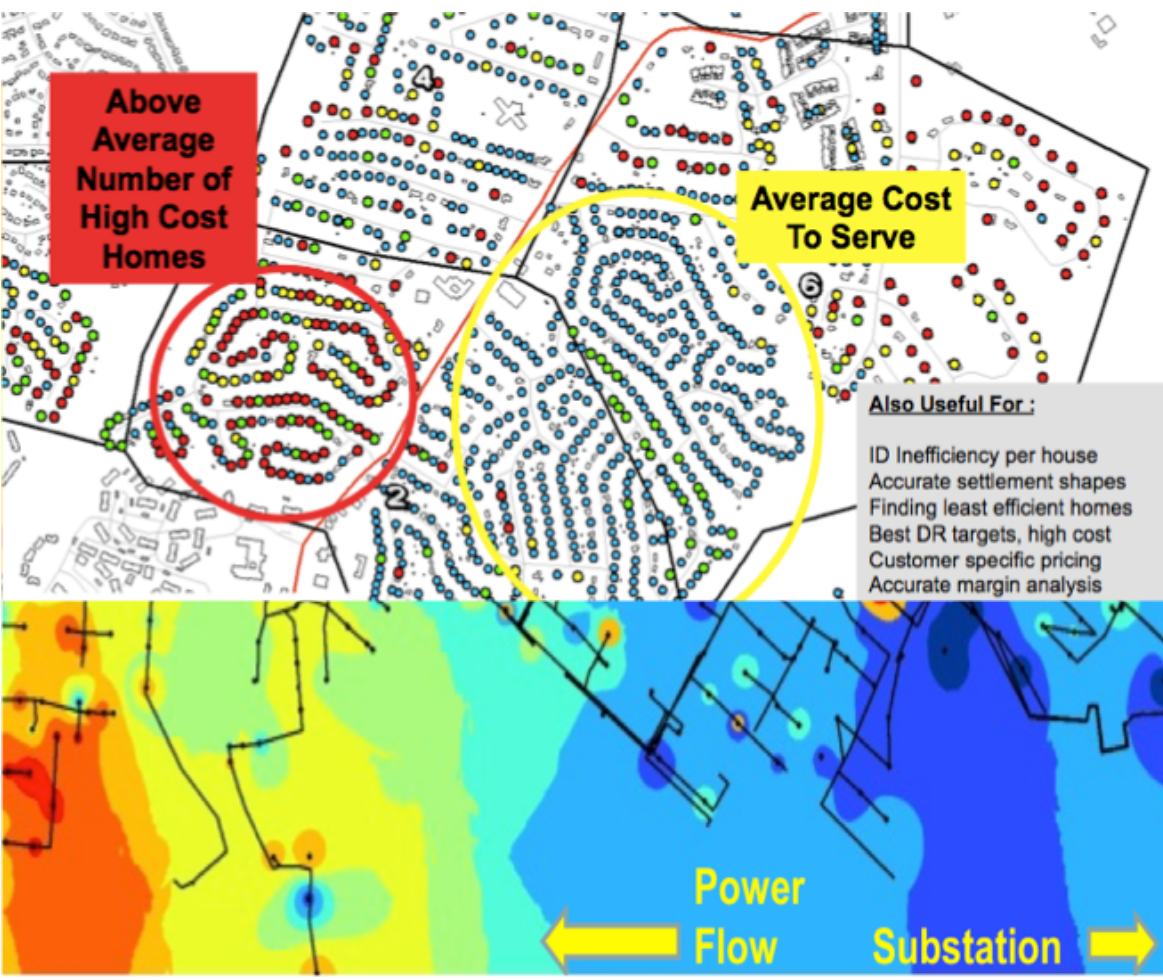 4
Above
Average
Number of
High Cost
Homes
Average Cost
To Serve
6
2
Also Useful For :
ID Inefficiency per house
Accurate settlement shapes
Finding least efficient homes
Best DR targets, high cost
Customer specific pricing
Accurate margin analysis
Power
Flow
Substation